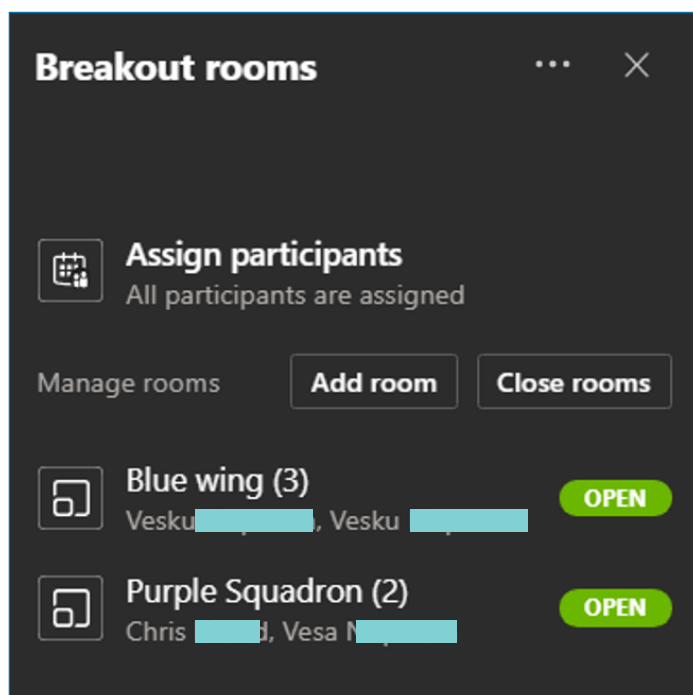 Breakout rooms
Assign participants
All participants are assigned
Manage rooms Add room Close rooms
Blue wing (3)
Vesku , Vesku
OPEN
Purple Squadron (2)
Chris , Vesa
OPEN